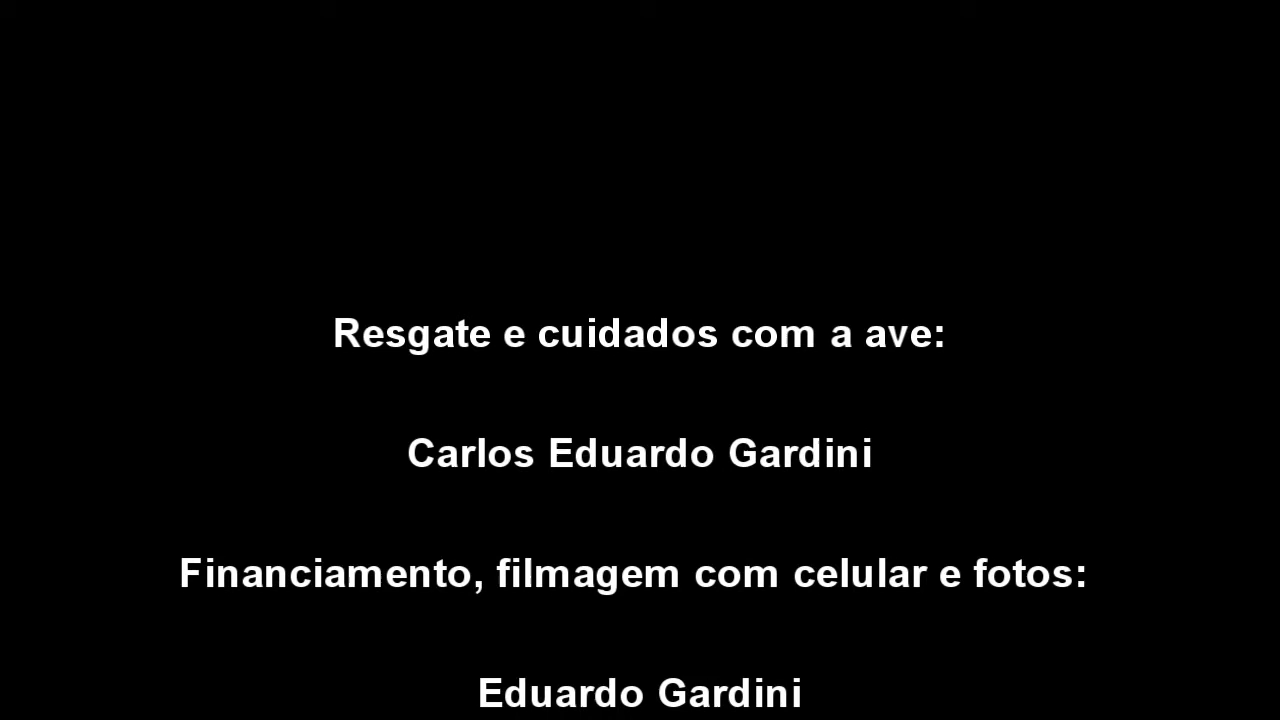 Resgate e cuidados com a ave:
Carlos Eduardo Gardini
Financiamento, filmagem com celular e fotos:
Eduardo Gardini